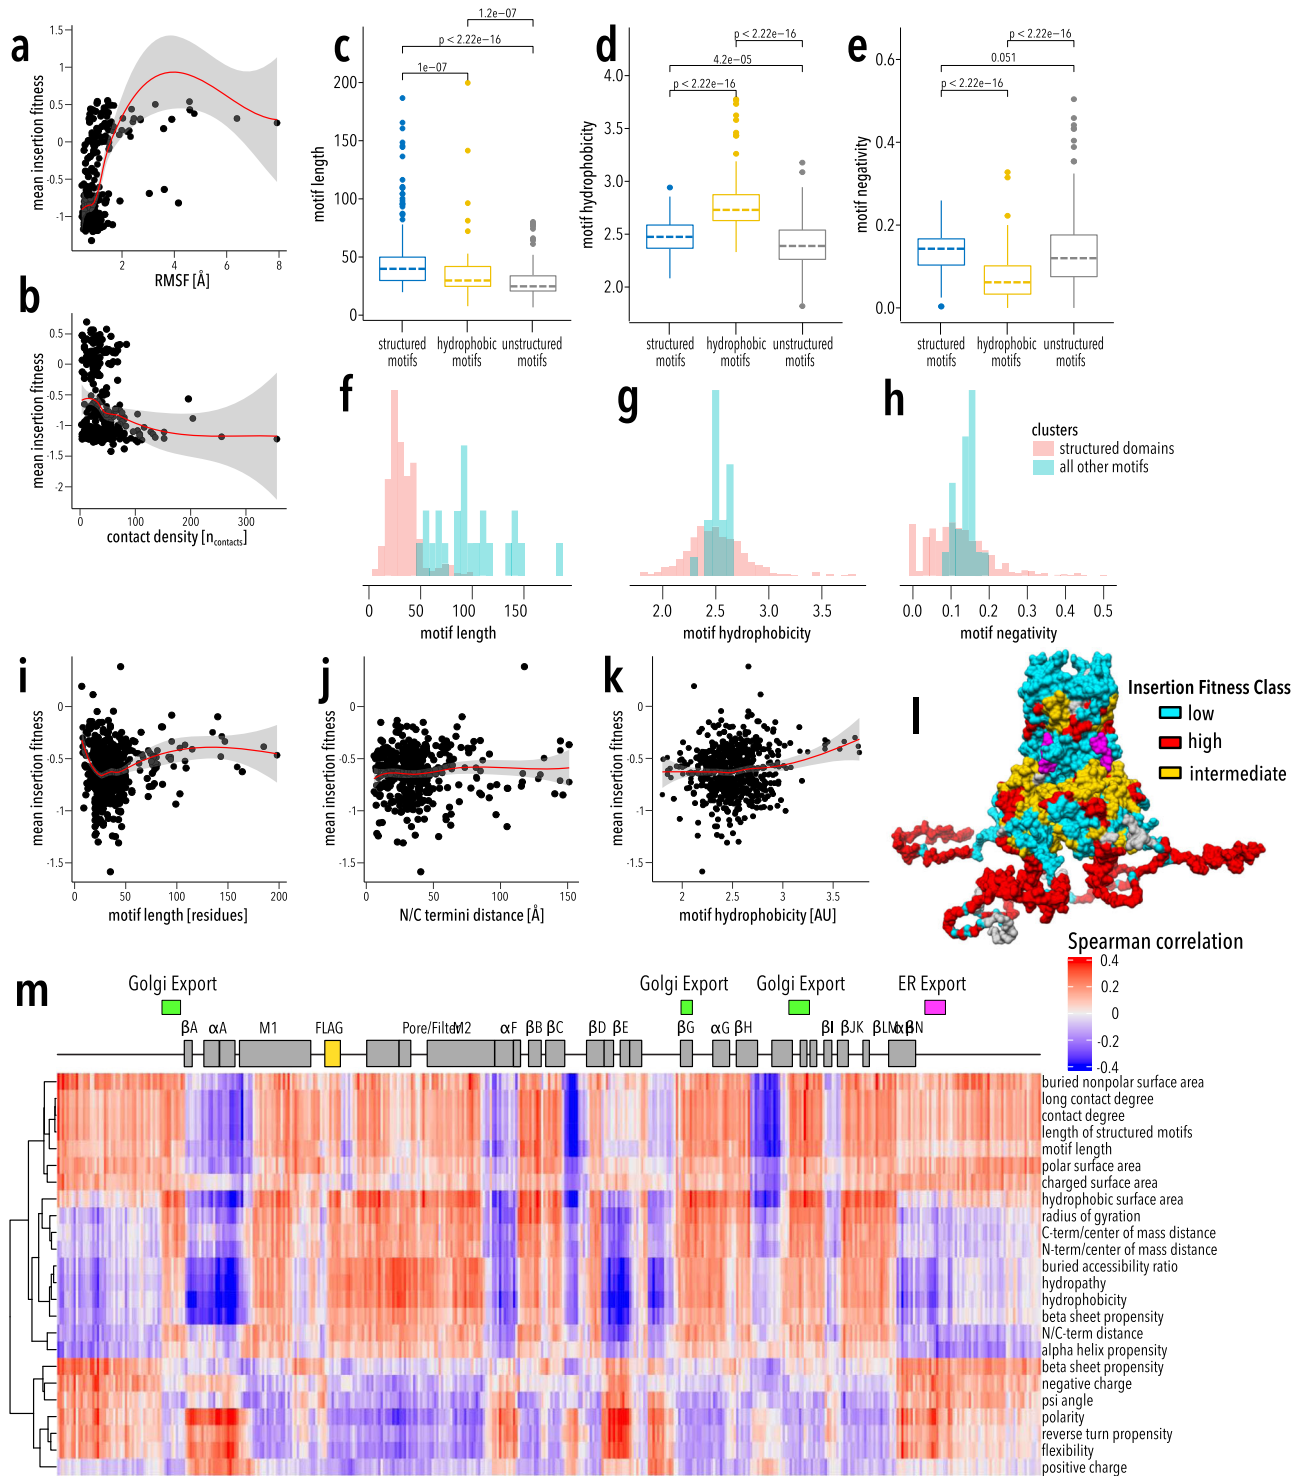 a
1.5
1
0.5
0
-0.5
-1
mean insertion fitness
2
4
6
8
RMSF [Å]
b
0.5
0
-0.5
-1.0
-1.5
-2
mean insertion fitness
0
100
200
300
contact density [ncontacts]
c
1.2e−07
p < 2.22e−16
1e−07
200
150
100
50
0
motif length
structured motifs
hydrophobic motifs
unstructured motifs
d
p < 2.22e−16
4.2e−05
p < 2.22e−16
4.0
3.5
3.0
2.5
2.0
motif hydrophobicity
structured motifs
hydrophobic motifs
unstructured motifs
e
p < 2.22e−16
0.051
p < 2.22e−16
0.6
0.4
0.2
0.0
motif negativity
structured motifs
hydrophobic motifs
unstructured motifs
f
0
50
100
150
motif length
g
2.0
2.5
3.0
3.5
motif hydrophobicity
h
clusters
structured domains
all other motifs
0.0
0.1
0.2
0.3
0.4
0.5
motif negativity
i
0
-0.5
-1
-1.5
mean insertion fitness
0
50
100
150
200
motif length [residues]
j
0
-0.5
-1
-1.5
mean insertion fitness
0
50
100
150
N/C termini distance [Å]
k
0
-0.5
-1
-1.5
mean insertion fitness
2
2.5
3
3.5
motif hydrophobicity [AU]
l
Insertion Fitness Class
low
high
intermediate
m
Spearman correlation
0.4
0.2
0
-0.2
-0.4
Golgi Export
Golgi Export
Golgi Export
ER Export
βA
αA
M1
FLAG
Pore/Filter
M2
αF
βB
βC
βD
βE
βG
αG
βH
βI
βJK
βLM
βN
buried nonpolar surface area
long contact degree
contact degree
length of structured motifs
motif length
polar surface area
charged surface area
hydrophobic surface area
radius of gyration
C-term/center of mass distance
N-term/center of mass distance
buried accessibility ratio
hydropathy
hydrophobicity
beta sheet propensity
N/C-term distance
alpha helix propensity
beta sheet propensity
negative charge
psi angle
polarity
reverse turn propensity
flexibility
positive charge